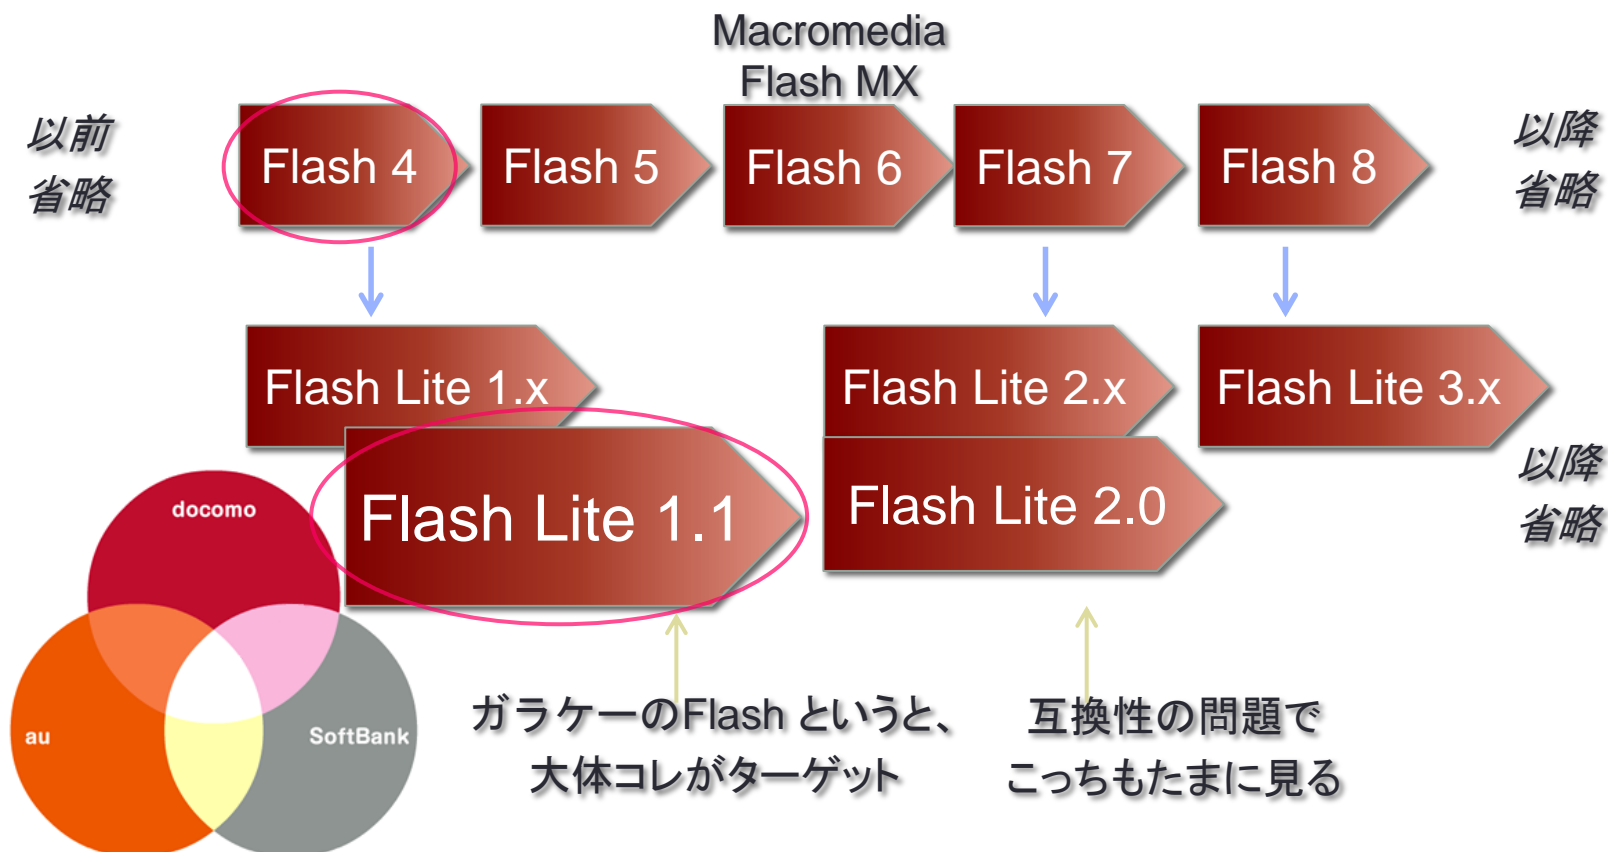 Macromedia
Flash MX
以前
省略
Flash 4
Flash 5
Flash 6
Flash 7
Flash 8
以降
省略
Flash Lite 1.x
Flash Lite 2.x
Flash Lite 3.x
Flash Lite 1.1
Flash Lite 2.0
以降
省略
docomo
au
SoftBank
ガラケーのFlash というと、
大体コレがターゲット
互換性の問題で
こっちもたまに見る